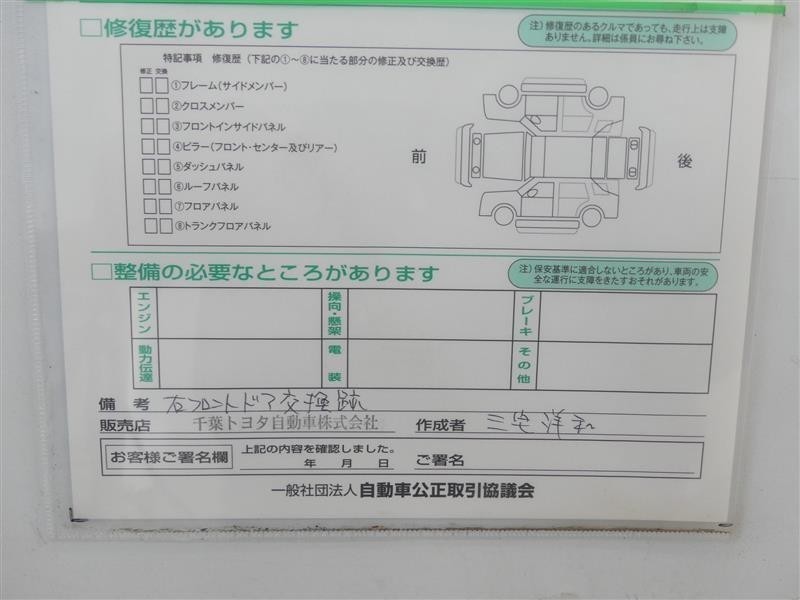 □修復歴があります
注）修復歴のあるクルマであっても、走行上は支障
ありません。詳細は係員にお尋ね下さい。
特記事項 修復歴（下記の①～⑧に当たる部分の修正及び交換歴）
修正 交換
①フレーム（サイドメンバー）
②クロスメンバー
③フロントインサイドパネル
④ピラー（フロント・センター及びリアー）
⑤ダッシュパネル
⑥ルーフパネル
⑦フロアパネル
⑧トランクフロアパネル
前
後
□整備の必要なところがあります
注）保安基準に適合しないところがあり、車両の安
全な運行に支障をきたすおそれがあります。
エンジン
操向・懸架
ブレーキ
動力伝達
電装
その他
備考 右フロントドア交換跡
販売店 千葉トヨタ自動車株式会社 作成者 三宅洋和
お客様ご署名欄
上記の内容を確認しました。
年 月 日
ご署名
一般社団法人 自動車公正取引協議会